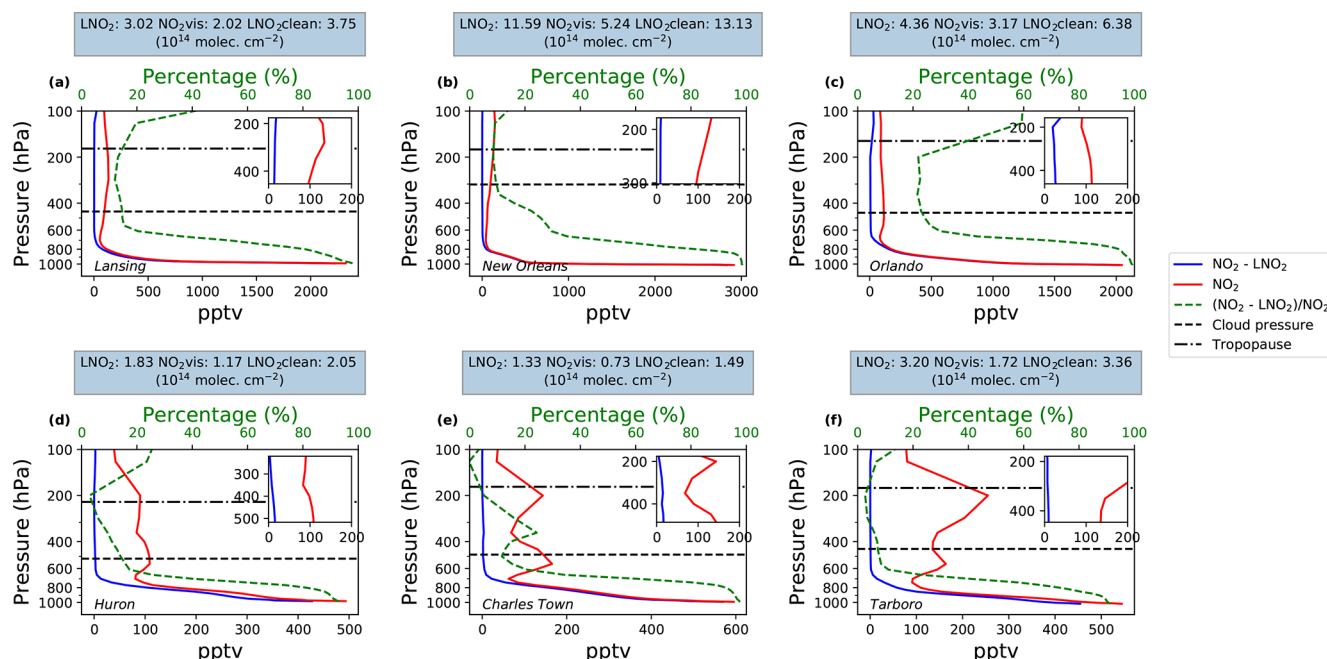 LNO₂: 3.02 NO₂vis: 2.02 LNO₂clean: 3.75
(10¹⁴ molec. cm⁻²)
LNO₂: 11.59 NO₂vis: 5.24 LNO₂clean: 13.13
(10¹⁴ molec. cm⁻²)
LNO₂: 4.36 NO₂vis: 3.17 LNO₂clean: 6.38
(10¹⁴ molec. cm⁻²)
(a)
Percentage (%)
0 20 40 60 80 100
Pressure (hPa)
100
200
400
600
800
1000
200
400
0 100 200
Lansing
0 500 1000 1500 2000
pptv
(b)
Percentage (%)
0 20 40 60 80 100
Pressure (hPa)
100
200
400
600
800
1000
200
300
0 100 200
New Orleans
0 1000 2000 3000
pptv
(c)
Percentage (%)
0 20 40 60 80 100
Pressure (hPa)
100
200
400
600
800
1000
200
400
0 100 200
Orlando
0 500 1000 1500 2000
pptv
NO₂ - LNO₂
NO₂
(NO₂ - LNO₂)/NO₂
Cloud pressure
Tropopause
LNO₂: 1.83 NO₂vis: 1.17 LNO₂clean: 2.05
(10¹⁴ molec. cm⁻²)
LNO₂: 1.33 NO₂vis: 0.73 LNO₂clean: 1.49
(10¹⁴ molec. cm⁻²)
LNO₂: 3.20 NO₂vis: 1.72 LNO₂clean: 3.36
(10¹⁴ molec. cm⁻²)
(d)
Percentage (%)
0 20 40 60 80 100
Pressure (hPa)
100
200
400
600
800
1000
300
400
500
0 100 200
Huron
0 100 200 300 400 500
pptv
(e)
Percentage (%)
0 20 40 60 80 100
Pressure (hPa)
100
200
400
600
800
1000
200
400
0 100 200
Charles Town
0 200 400 600
pptv
(f)
Percentage (%)
0 20 40 60 80 100
Pressure (hPa)
100
200
400
600
800
1000
200
400
0 100 200
Tarboro
0 100 200 300 400 500
pptv